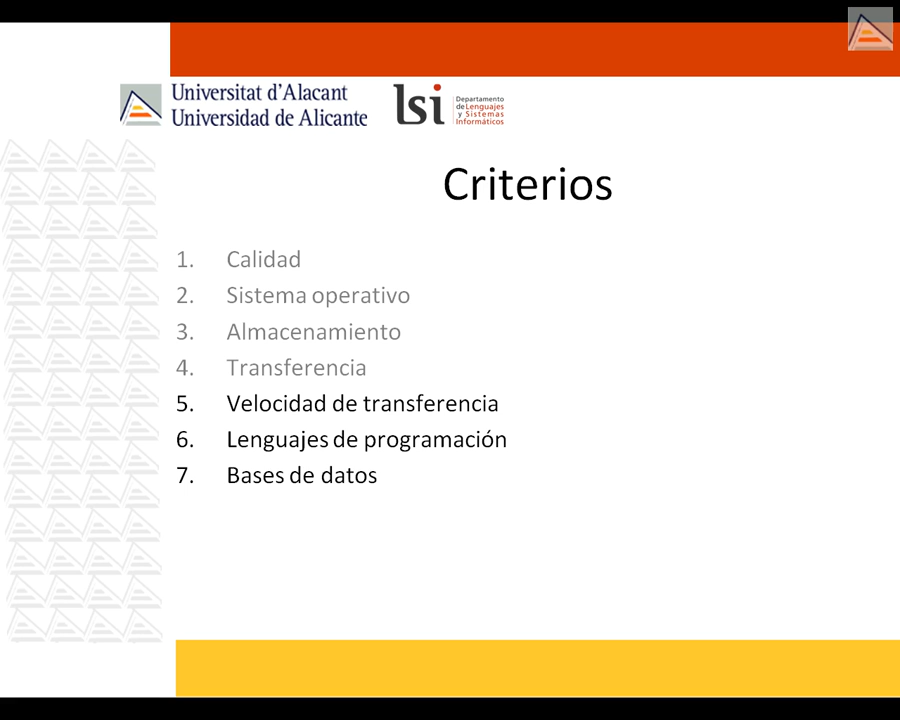 Universitat d'Alacant
Universidad de Alicante
lsi
Departamento
de Lenguajes
y Sistemas
Informáticos
Criterios
1. Calidad
2. Sistema operativo
3. Almacenamiento
4. Transferencia
5. Velocidad de transferencia
6. Lenguajes de programación
7. Bases de datos